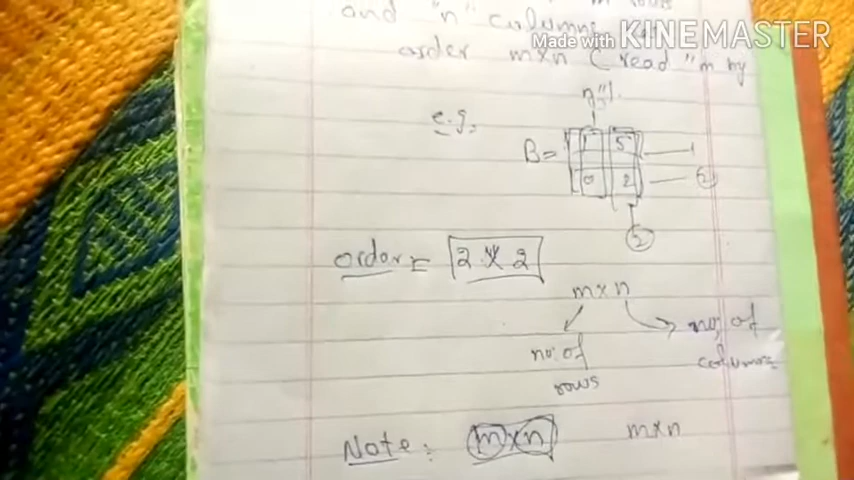 rows
and "n" columns
Made with KINEMASTER
order m×n (read "m by
e.g.
B= 1 5 1
0 2 2
2
order = 2 × 2
m×n
no. of rows
no. of columns
Note: m×n m×n